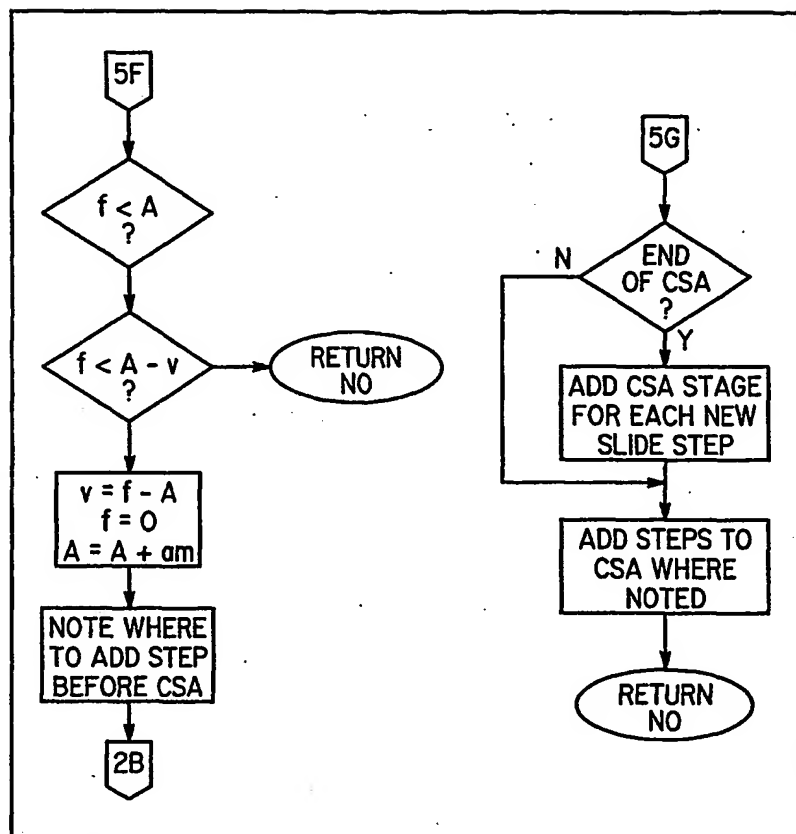 5F
f < A
?
f < A - v
?
RETURN
NO
v = f - A
f = 0
A = A + am
NOTE WHERE
TO ADD STEP
BEFORE CSA
2B
5G
END
OF CSA
?
N
Y
ADD CSA STAGE
FOR EACH NEW
SLIDE STEP
ADD STEPS TO
CSA WHERE
NOTED
RETURN
NO